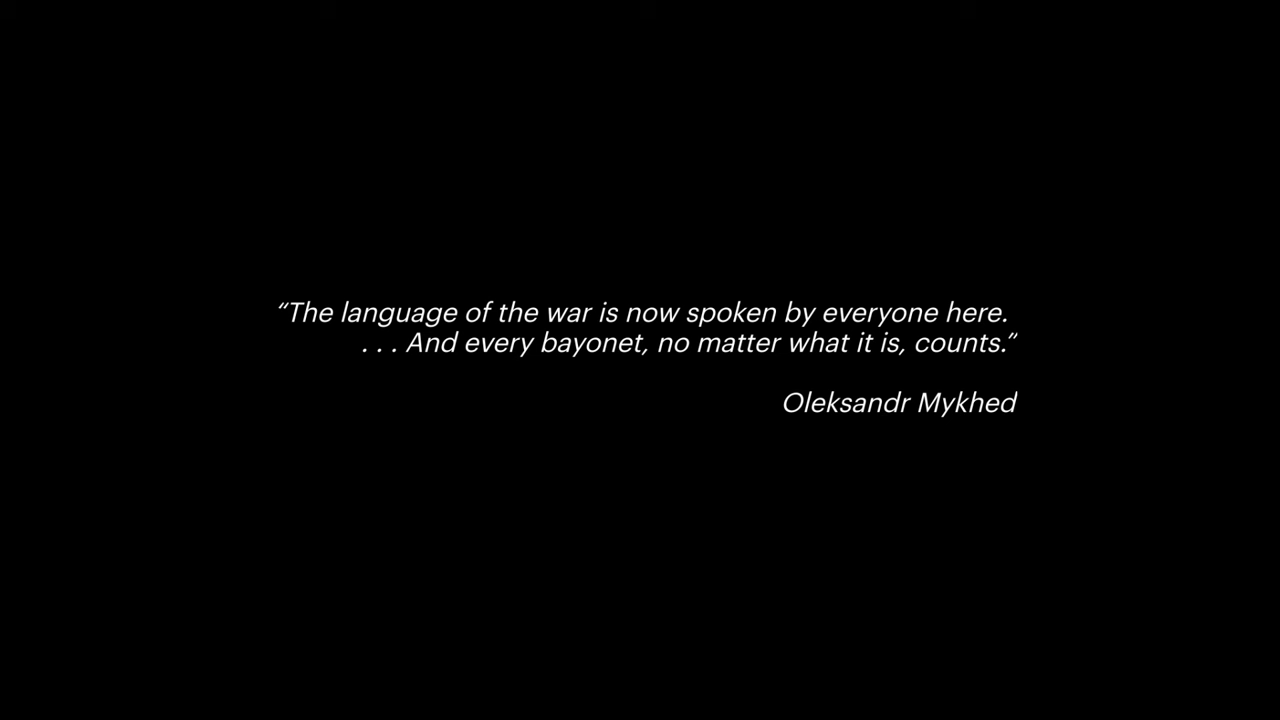 “The language of the war is now spoken by everyone here.
. . . And every bayonet, no matter what it is, counts.”
Oleksandr Mykhed